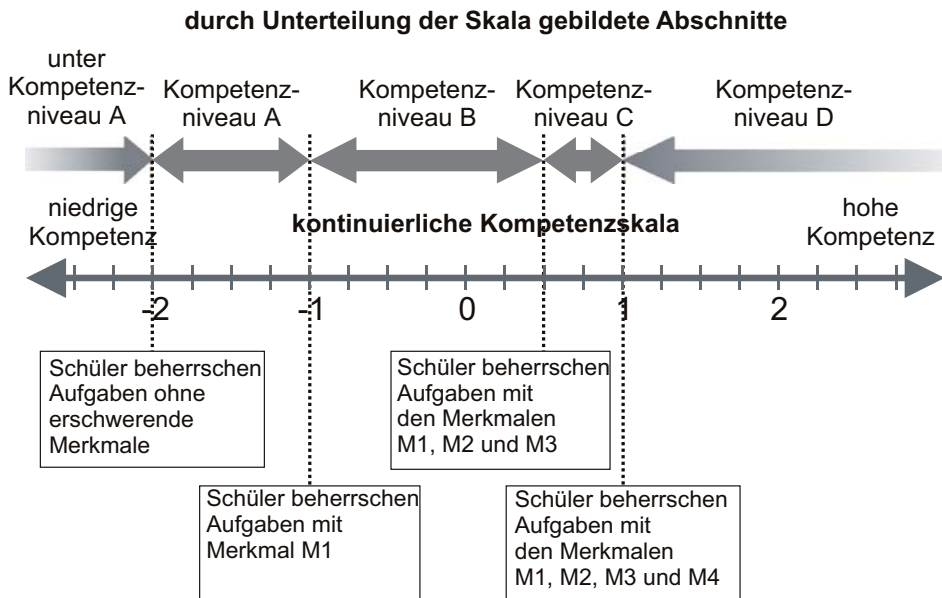 durch Unterteilung der Skala gebildete Abschnitte
unter
Kompetenz-
niveau A
Kompetenz-
niveau A
Kompetenz-
niveau B
Kompetenz-
niveau C
Kompetenz-
niveau D
niedrige
Kompetenz
kontinuierliche Kompetenzskala
hohe
Kompetenz
-2
-1
0
1
2
Schüler beherrschen
Aufgaben ohne
erschwerende
Merkmale
Schüler beherrschen
Aufgaben mit
den Merkmalen
M1, M2 und M3
Schüler beherrschen
Aufgaben mit
Merkmal M1
Schüler beherrschen
Aufgaben mit
den Merkmalen
M1, M2, M3 und M4